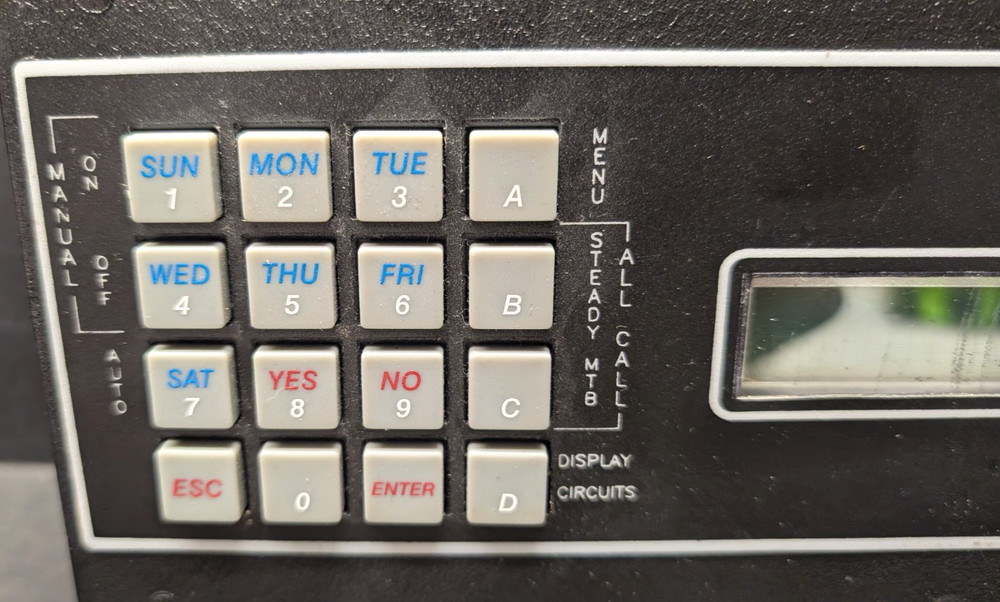 MANUAL
ON
OFF
AUTO
SUN MON TUE
1 2 3 A
WED THU FRI
4 5 6 B
SAT YES NO
7 8 9 C
ESC 0 ENTER D
MENU
STEADY MTB
ALL CALL
DISPLAY
CIRCUITS